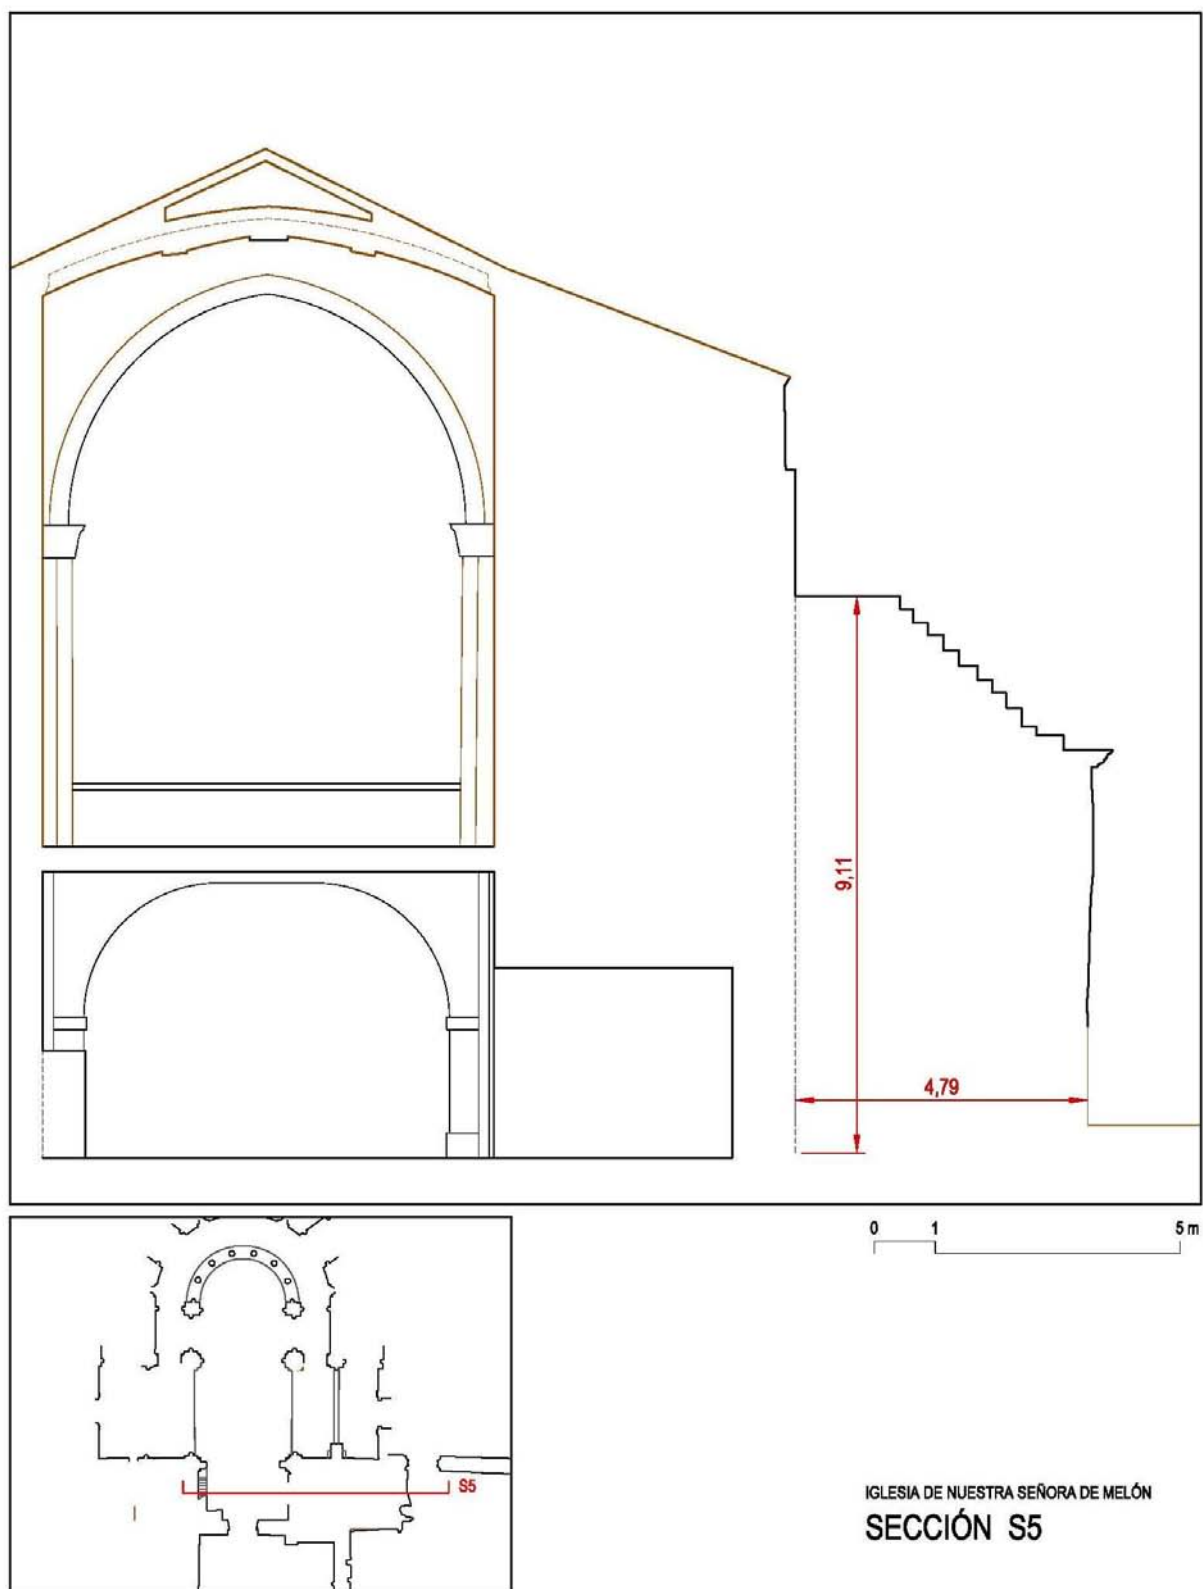 9,11
4,79
0 1 5 m
S5
IGLESIA DE NUESTRA SEÑORA DE MELÓN
SECCIÓN S5